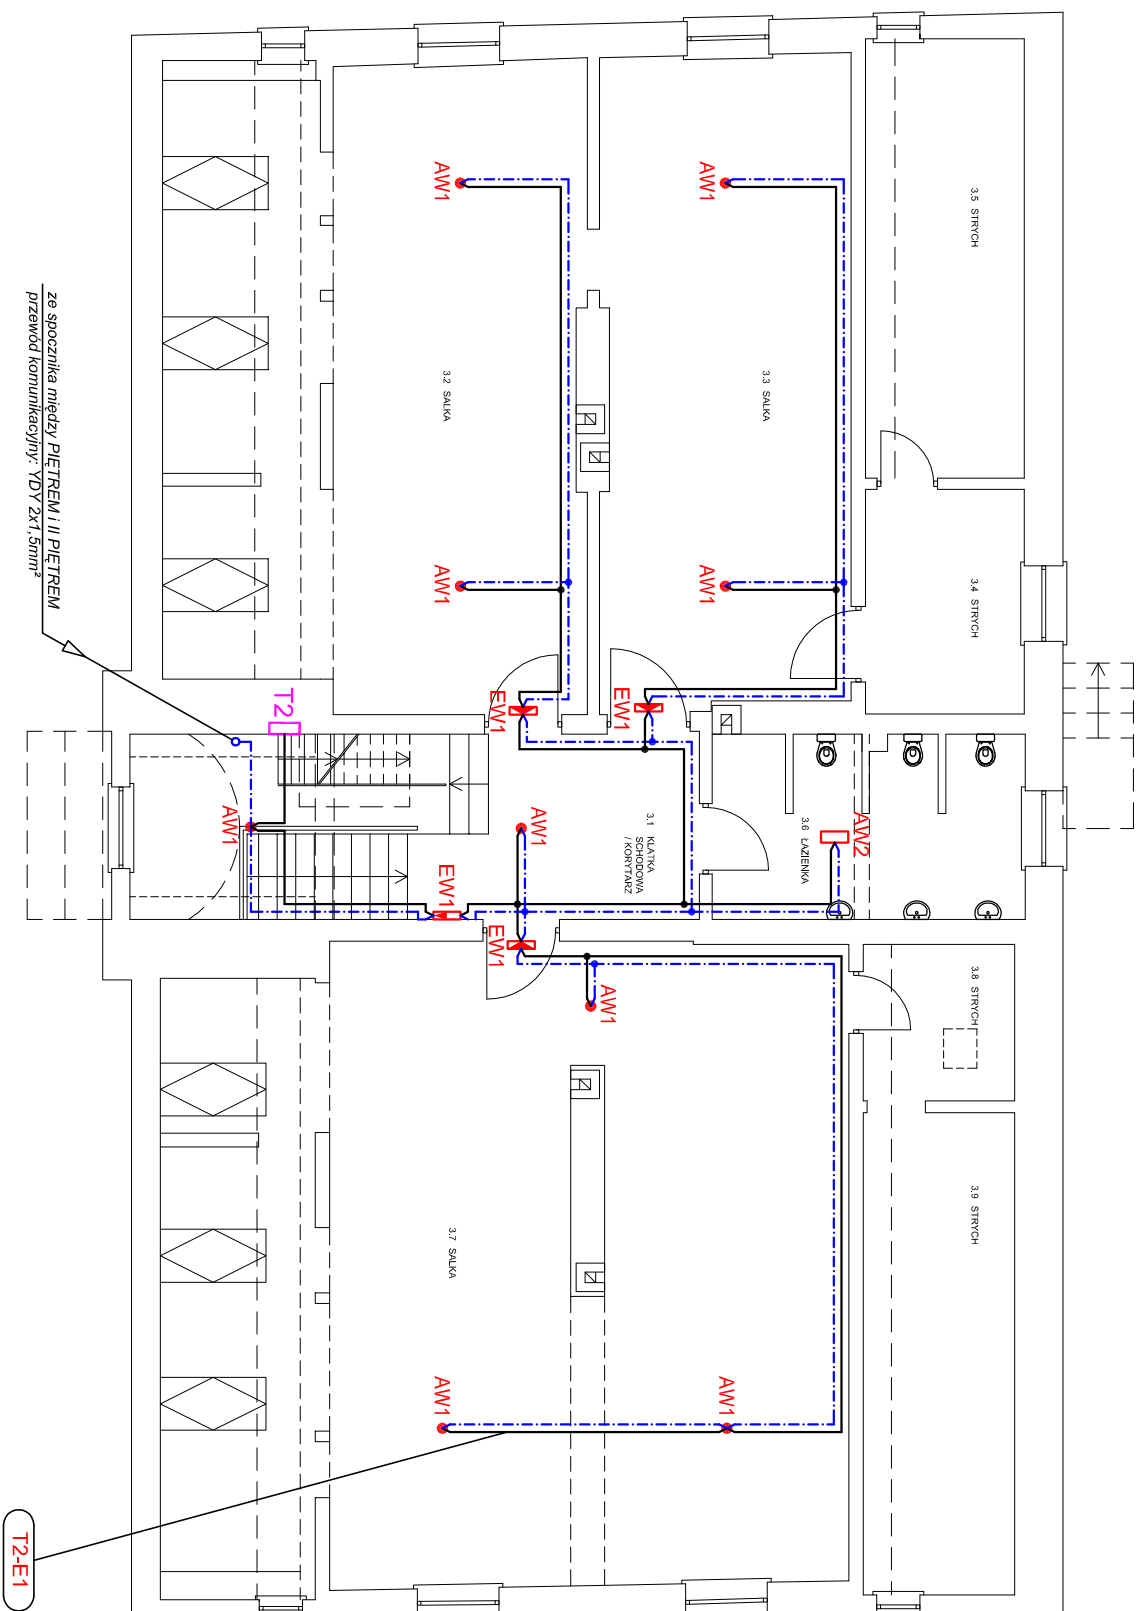 3.5 STRYCH
3.4 STRYCH
3.8 STRYCH
3.9 STRYCH
AW1
AW1
3.3 SALKA
AW1
AW1
3.2 SALKA
EW1
EW1
AW2
3.6 ŁAZIENKA
3.1 KLATKA
SCHODOWA
/ KORYTARZ
AW1
EW1
EW1
AW1
T2
AW1
AW1
AW1
3.7 SALKA
ze spocznika między PIĘTREM i II PIĘTREM
przewód komunikacyjny: YDY 2x1,5mm²
T2-E1